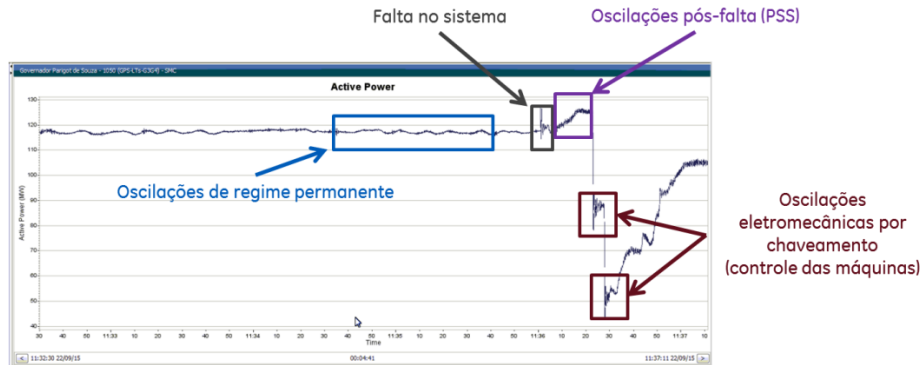 Falta no sistema
Oscilações pós-falta (PSS)
Governador Parigot de Souza - 1030 [GPS-LTs-G3G4] - SMC
Active Power
130
120
110
100
90
80
70
60
50
40
Active Power (MW)
Oscilações de regime permanente
Oscilações
eletromecânicas por
chaveamento
(controle das máquinas)
30 40 50 11:33 10 20 30 40 50 11:34 10 20 30 40 50 11:35 10 20 30 40 50 11:36 10 20 30 40 50 11:37 10
Time
< 11:32:30 22/09/15 00:04:41 11:37:11 22/09/15 >